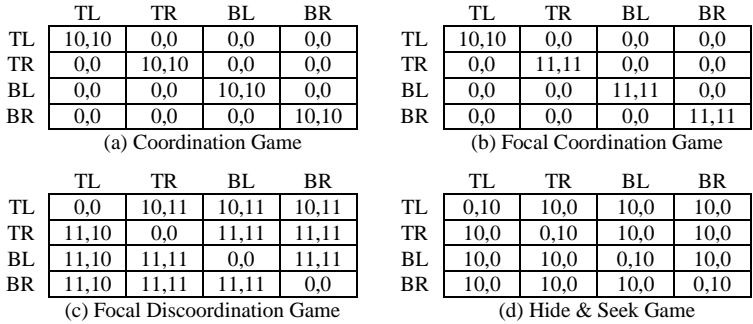 TL TR BL BR
TL 10,10 0,0 0,0 0,0
TR 0,0 10,10 0,0 0,0
BL 0,0 0,0 10,10 0,0
BR 0,0 0,0 0,0 10,10
(a) Coordination Game
TL TR BL BR
TL 10,10 0,0 0,0 0,0
TR 0,0 11,11 0,0 0,0
BL 0,0 0,0 11,11 0,0
BR 0,0 0,0 0,0 11,11
(b) Focal Coordination Game
TL TR BL BR
TL 0,0 10,11 10,11 10,11
TR 11,10 0,0 11,11 11,11
BL 11,10 11,11 0,0 11,11
BR 11,10 11,11 11,11 0,0
(c) Focal Discoordination Game
TL TR BL BR
TL 0,10 10,0 10,0 10,0
TR 10,0 0,10 10,0 10,0
BL 10,0 10,0 0,10 10,0
BR 10,0 10,0 10,0 0,10
(d) Hide & Seek Game